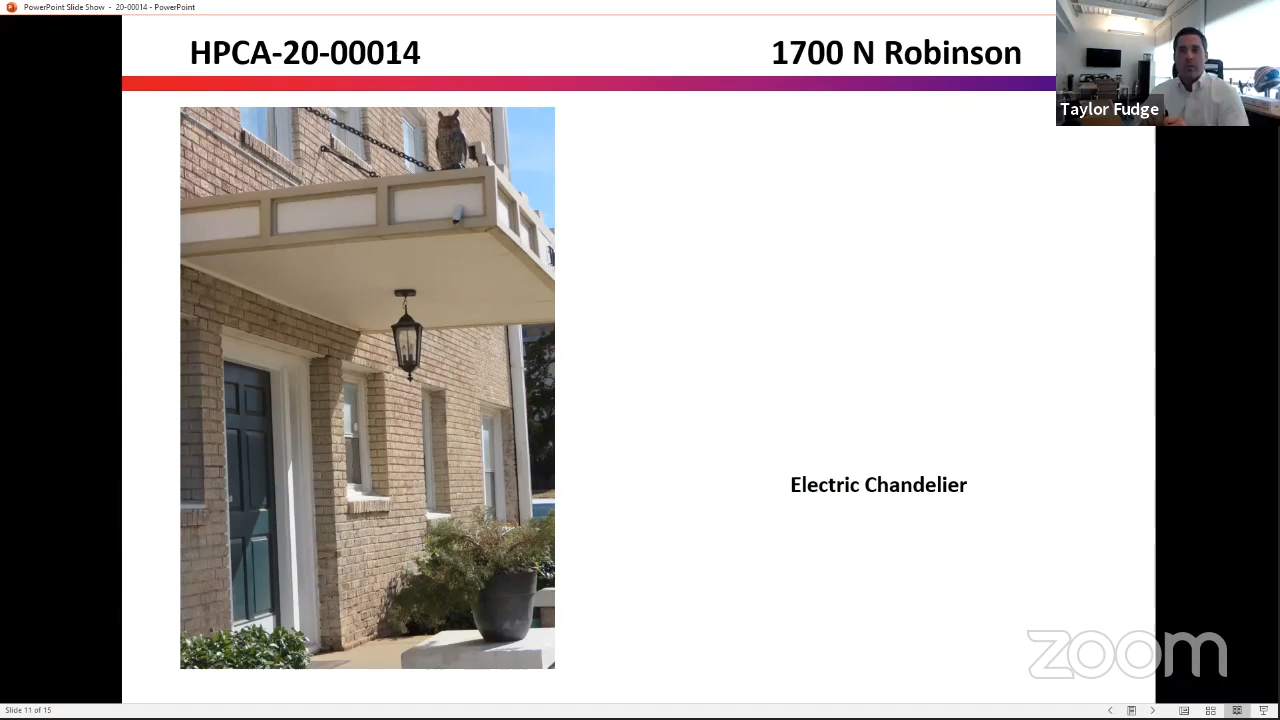 PowerPoint Slide Show - 20-00014 - PowerPoint
HPCA-20-00014
1700 N Robinson
Taylor Fudge
Electric Chandelier
zoom
Slide 11 of 15